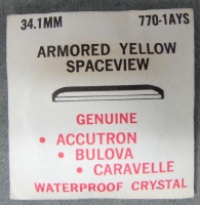 34.1MM 770-1AYS
ARMORED YELLOW
SPACEVIEW
GENUINE
• ACCUTRON
• BULOVA
• CARAVELLE
WATERPROOF CRYSTAL